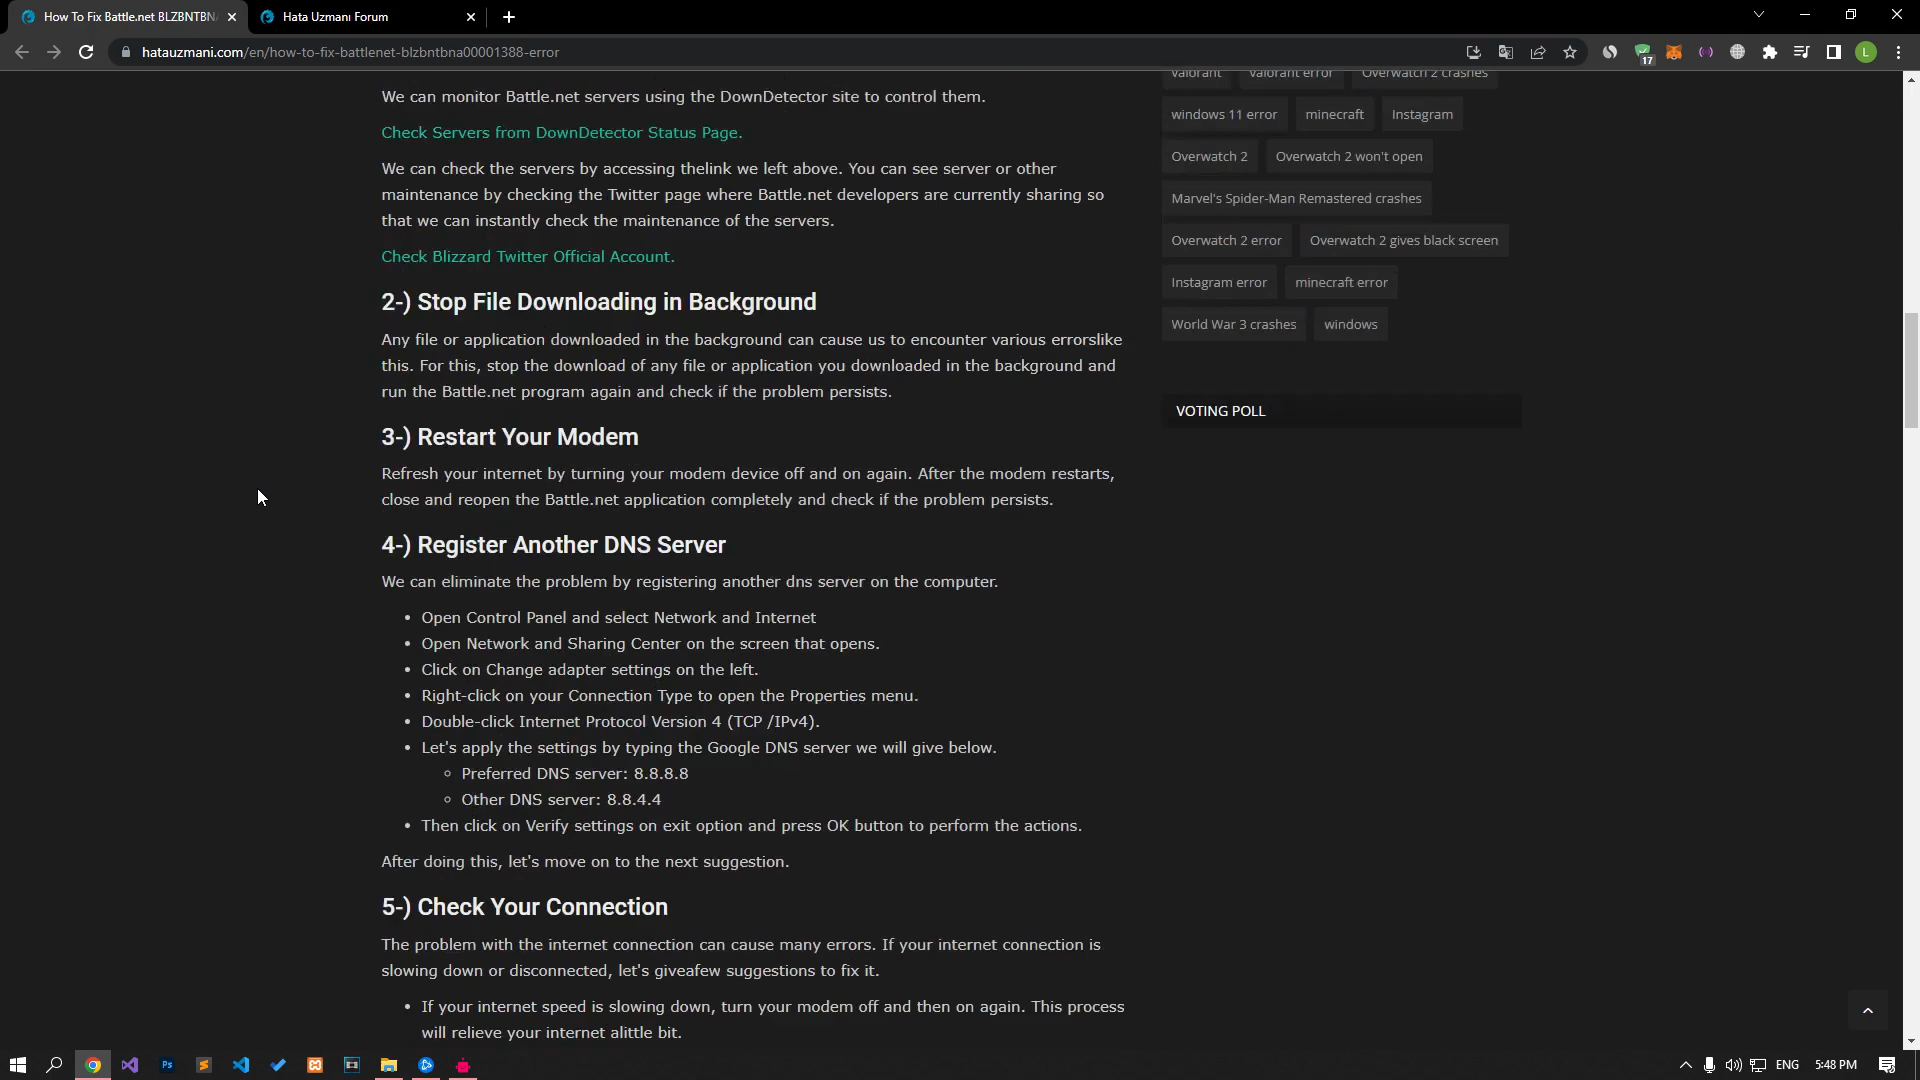 How To Fix Battle.net BLZBNTBNA
Hata Uzmanı Forum
hatauzmani.com/en/how-to-fix-battlenet-blzbntbna00001388-error
17
L
We can monitor Battle.net servers using the DownDetector site to control them.
Check Servers from DownDetector Status Page.
We can check the servers by accessing thelink we left above. You can see server or other
maintenance by checking the Twitter page where Battle.net developers are currently sharing so
that we can instantly check the maintenance of the servers.
Check Blizzard Twitter Official Account.
2-) Stop File Downloading in Background
Any file or application downloaded in the background can cause us to encounter various errorslike
this. For this, stop the download of any file or application you downloaded in the background and
run the Battle.net program again and check if the problem persists.
3-) Restart Your Modem
Refresh your internet by turning your modem device off and on again. After the modem restarts,
close and reopen the Battle.net application completely and check if the problem persists.
4-) Register Another DNS Server
We can eliminate the problem by registering another dns server on the computer.
• Open Control Panel and select Network and Internet
• Open Network and Sharing Center on the screen that opens.
• Click on Change adapter settings on the left.
• Right-click on your Connection Type to open the Properties menu.
• Double-click Internet Protocol Version 4 (TCP /IPv4).
• Let's apply the settings by typing the Google DNS server we will give below.
◦ Preferred DNS server: 8.8.8.8
◦ Other DNS server: 8.8.4.4
• Then click on Verify settings on exit option and press OK button to perform the actions.
After doing this, let's move on to the next suggestion.
5-) Check Your Connection
The problem with the internet connection can cause many errors. If your internet connection is
slowing down or disconnected, let's giveafew suggestions to fix it.
• If your internet speed is slowing down, turn your modem off and then on again. This process
will relieve your internet alittle bit.
Valorant
Valorant error
Overwatch 2 crashes
windows 11 error
minecraft
Instagram
Overwatch 2
Overwatch 2 won't open
Marvel's Spider-Man Remastered crashes
Overwatch 2 error
Overwatch 2 gives black screen
Instagram error
minecraft error
World War 3 crashes
windows
VOTING POLL
Ps
ENG
5:48 PM